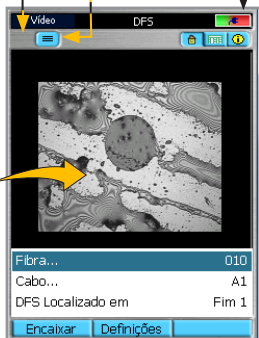 Vídeo DFS
Fibra... 010
Cabo... A1
DFS Localizado em Fim 1
Encaixar Definições